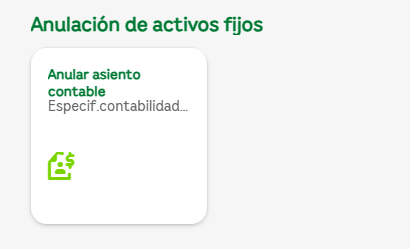 Anulación de activos fijos
Anular asiento
contable
Especif.contabilidad...